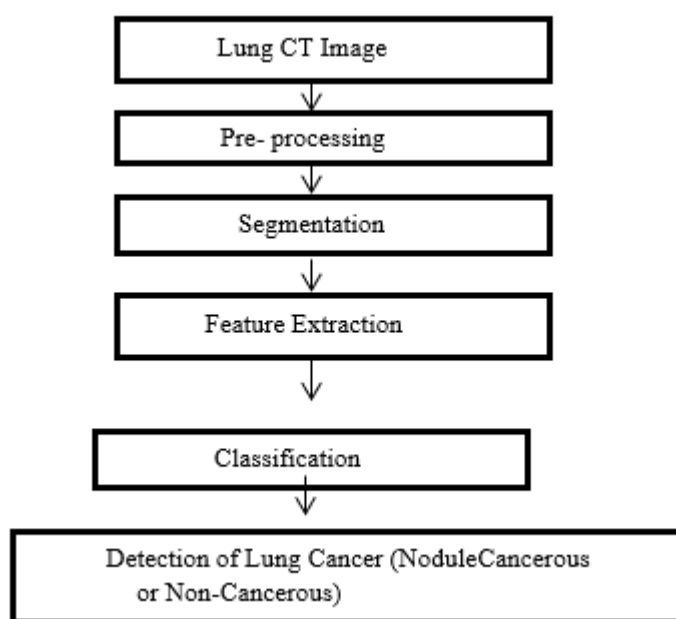 Lung CT Image
Pre- processing
Segmentation
Feature Extraction
Classification
Detection of Lung Cancer (NoduleCancerous
or Non-Cancerous)